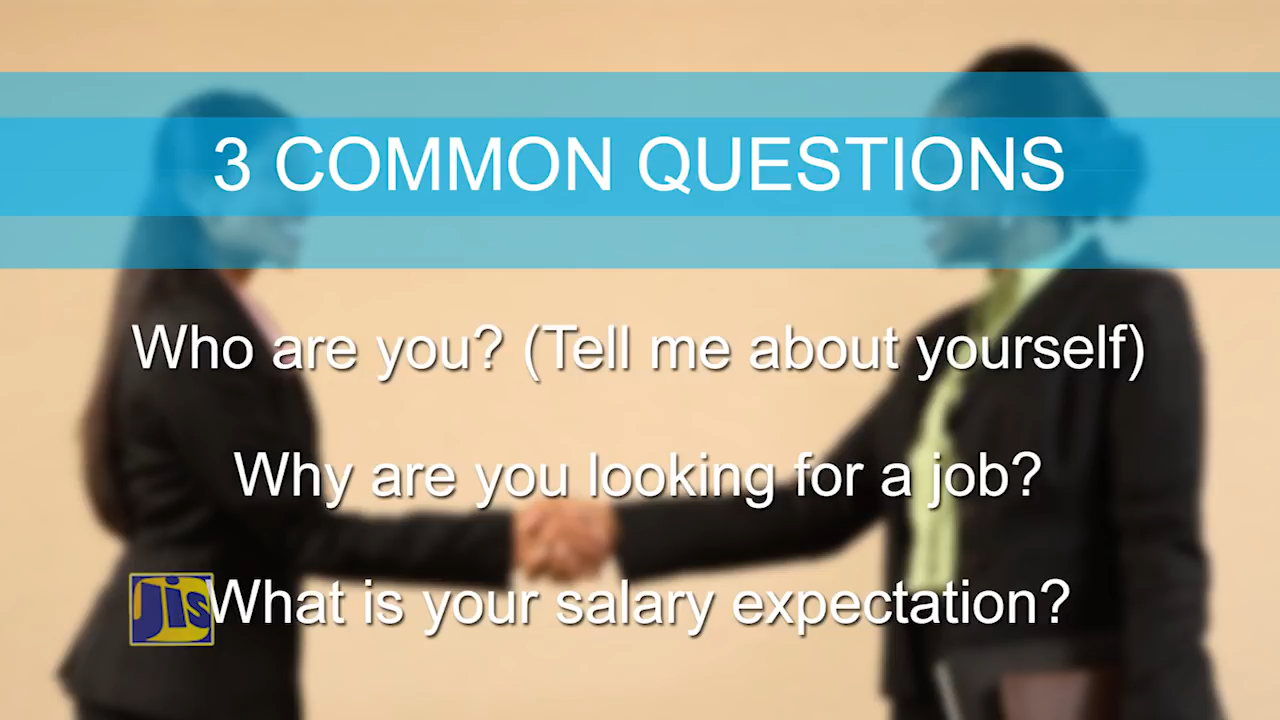 3 COMMON QUESTIONS
Who are you? (Tell me about yourself)
Why are you looking for a job?
What is your salary expectation?
Jis